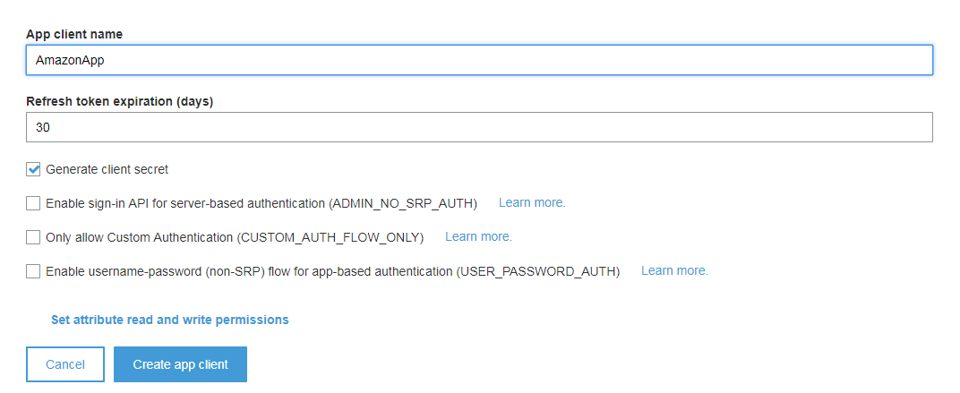 App client name
AmazonApp
Refresh token expiration (days)
30
Generate client secret
Enable sign-in API for server-based authentication (ADMIN_NO_SRP_AUTH) Learn more.
Only allow Custom Authentication (CUSTOM_AUTH_FLOW_ONLY) Learn more.
Enable username-password (non-SRP) flow for app-based authentication (USER_PASSWORD_AUTH) Learn more.
Set attribute read and write permissions
Cancel Create app client